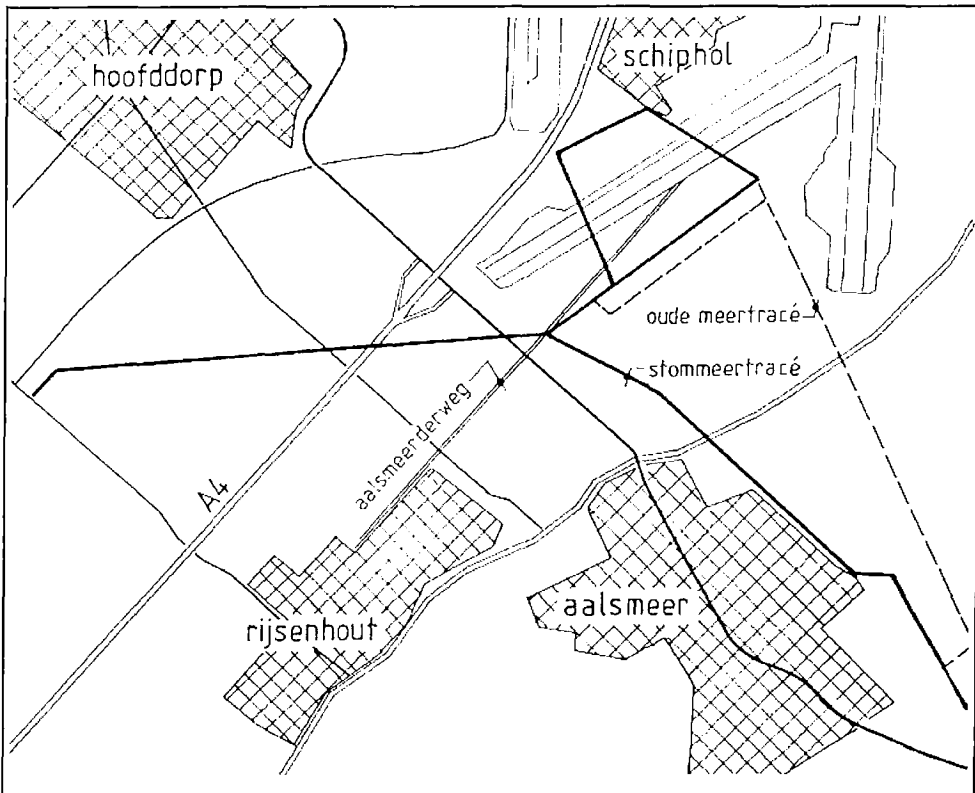 schiphol
hoofddorp
oude meertracé
stommeertracé
aalsmeerderweg
A4
aalsmeer
rijsenhout